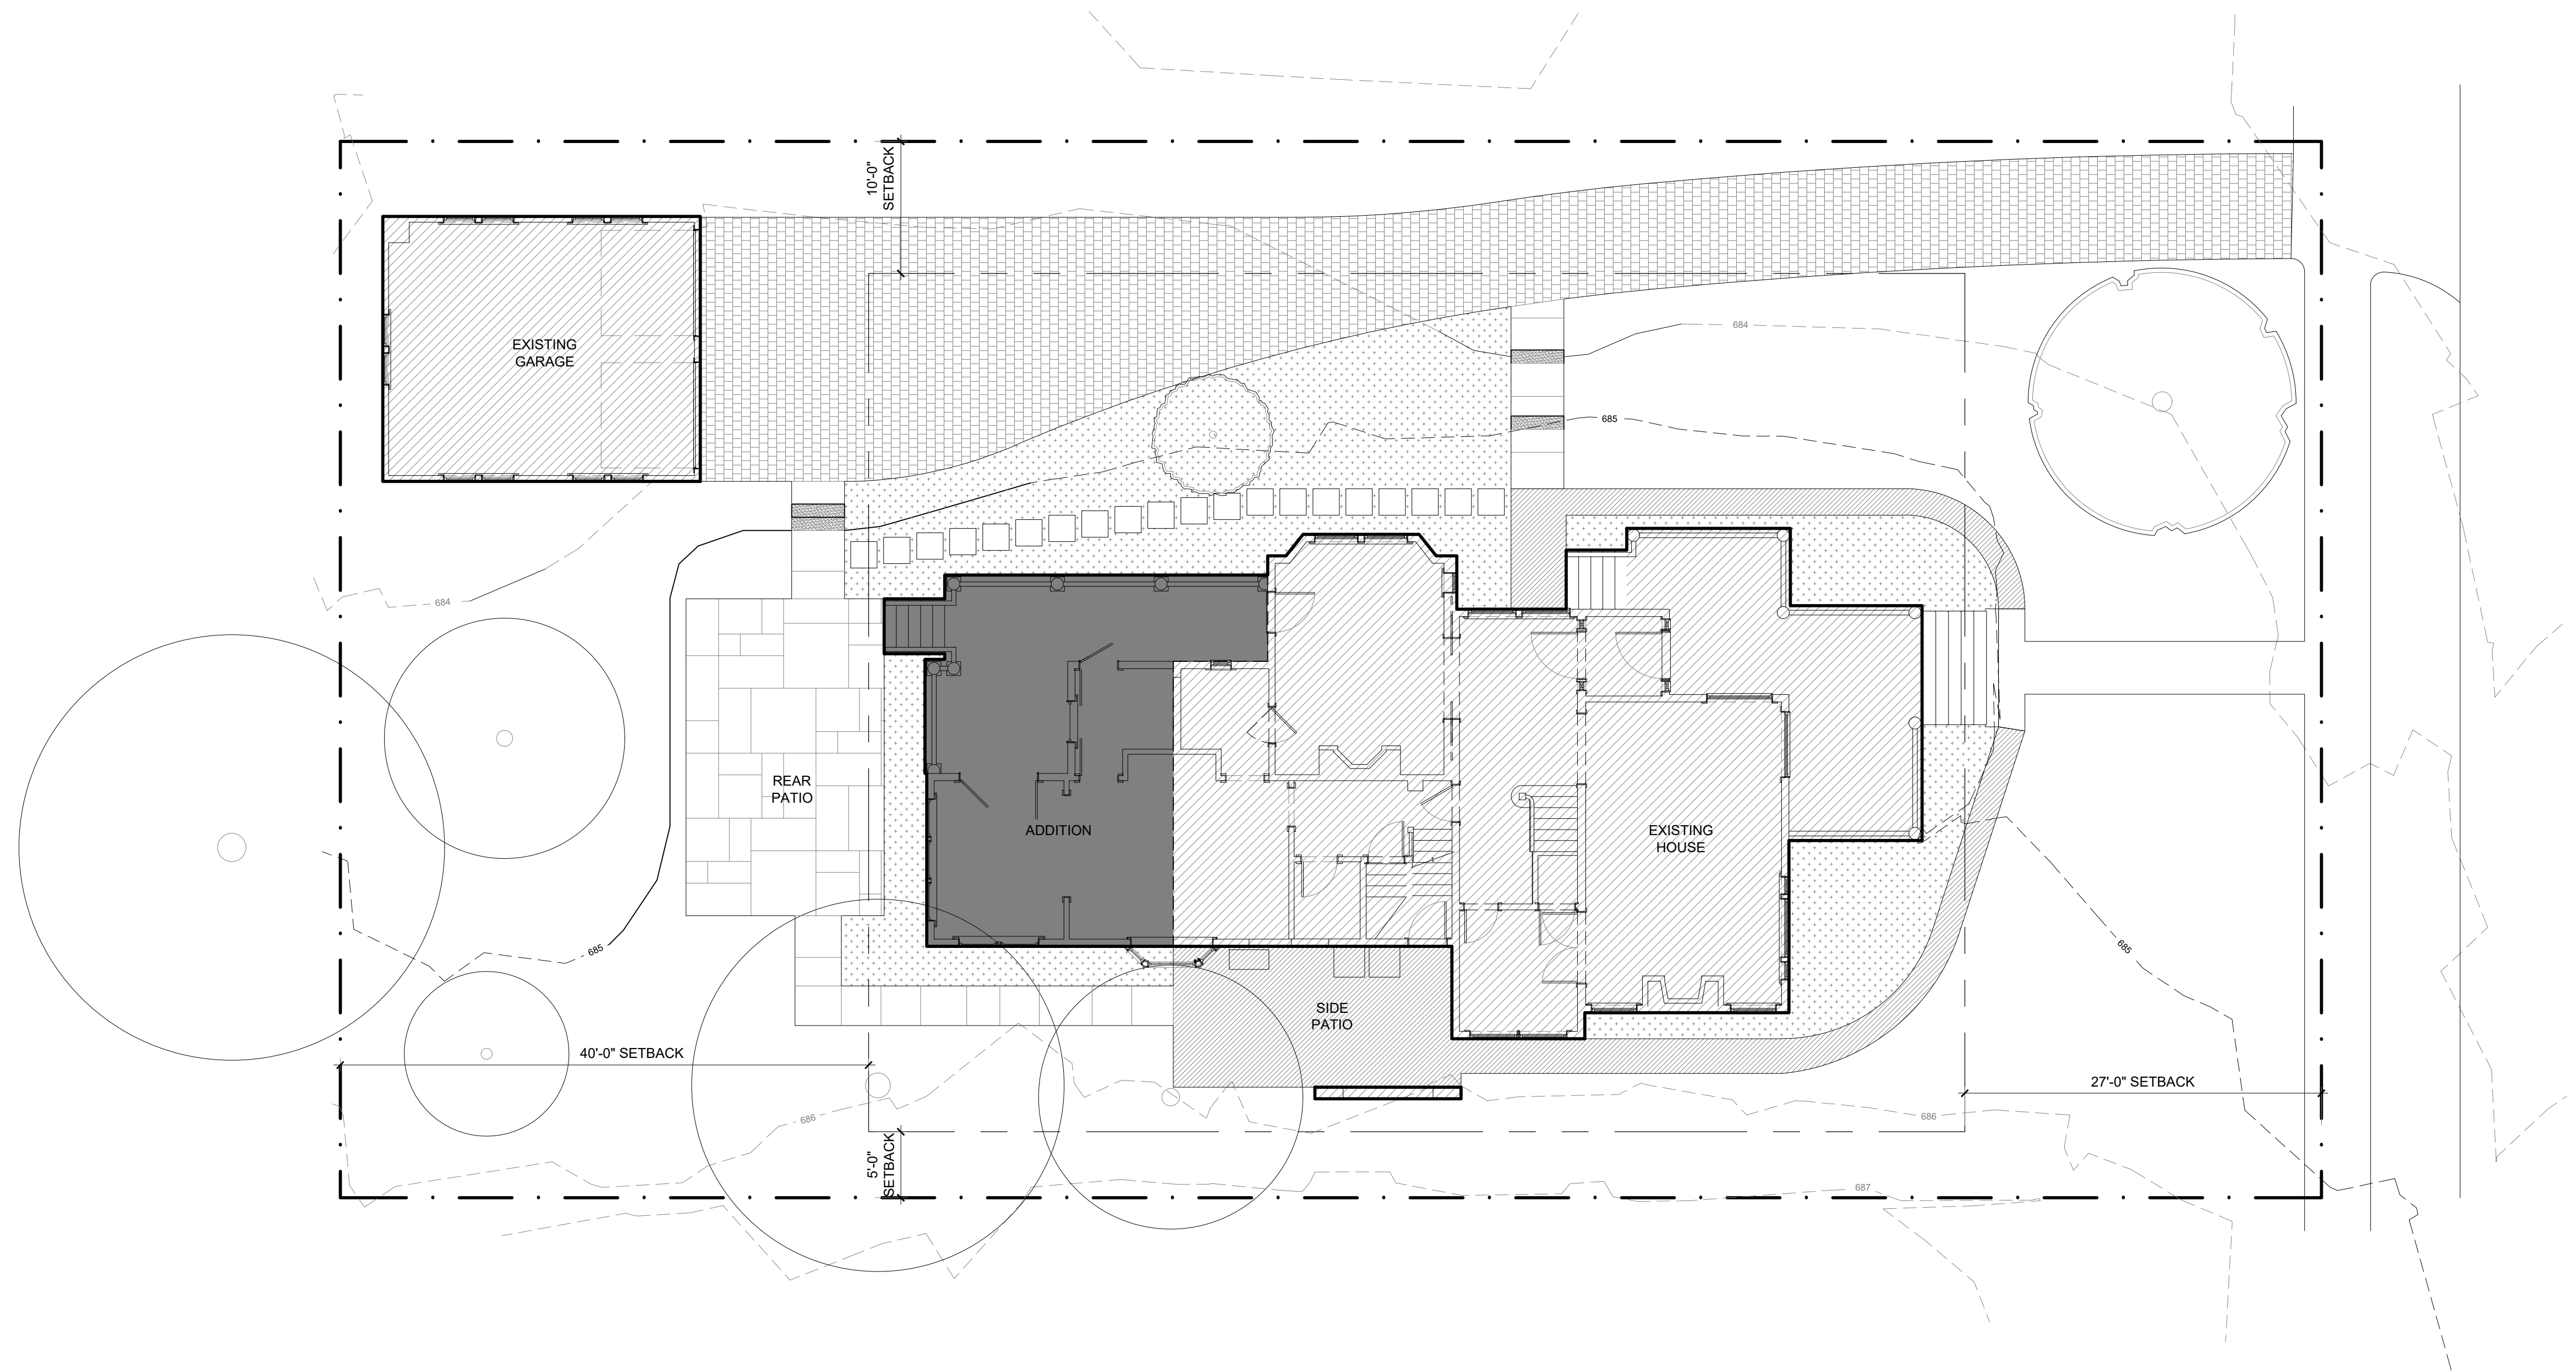 10'-0"
SETBACK
EXISTING
GARAGE
684
685
684
REAR
PATIO
ADDITION
EXISTING
HOUSE
685
685
SIDE
PATIO
40'-0" SETBACK
27'-0" SETBACK
686
686
5'-0"
SETBACK
687